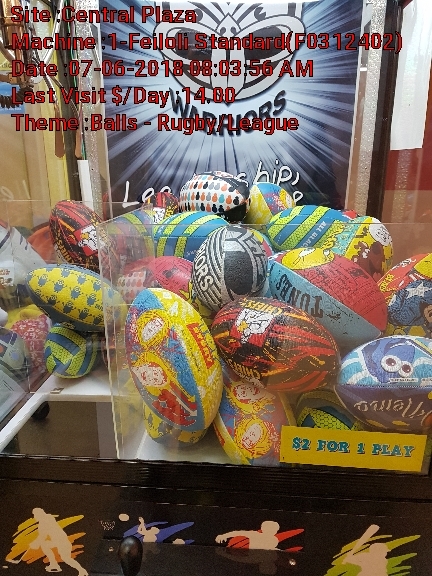 Site :Central Plaza
Machine :1-Feiloli Standard(F0312402)
Date :07-06-2018 08:03:56 AM
Last Visit $/Day :14.00
Theme :Balls - Rugby/League
WARRIORS
TUNES
$2 FOR 1 PLAY